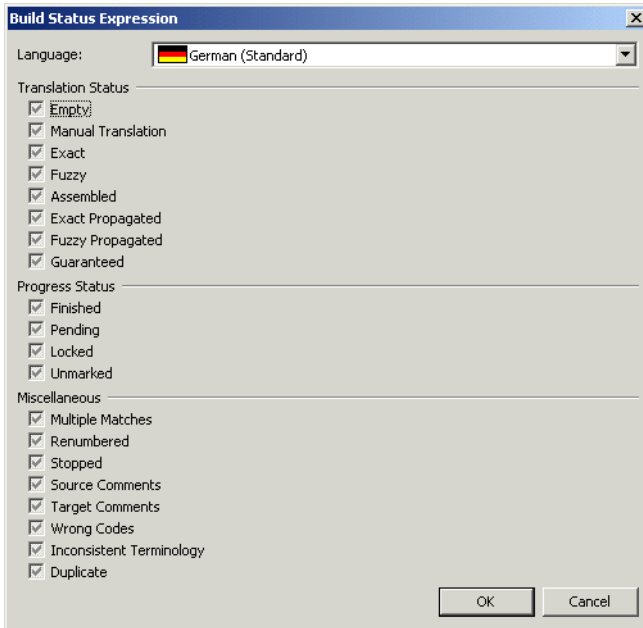 Build Status Expression
Language: German (Standard)
Translation Status
Empty
Manual Translation
Exact
Fuzzy
Assembled
Exact Propagated
Fuzzy Propagated
Guaranteed
Progress Status
Finished
Pending
Locked
Unmarked
Miscellaneous
Multiple Matches
Renumbered
Stopped
Source Comments
Target Comments
Wrong Codes
Inconsistent Terminology
Duplicate
OK Cancel